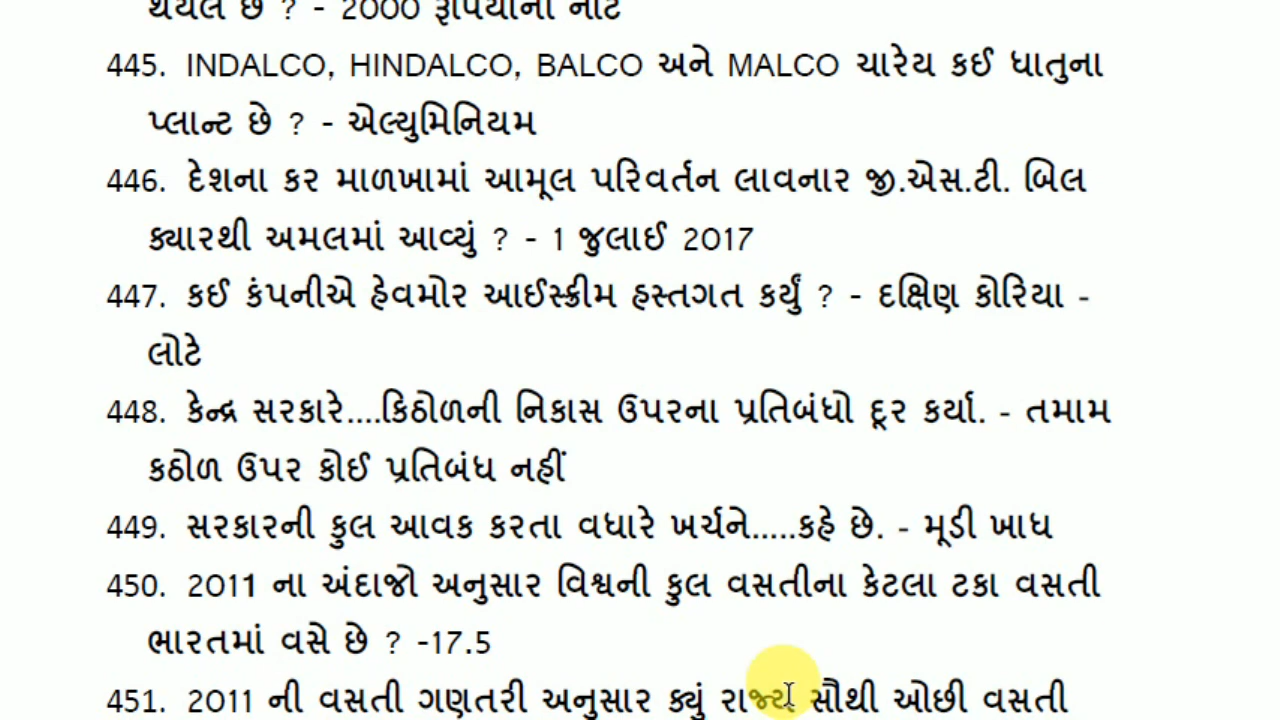 થયેલ છે ? - 2000 રૂપિયાની નોટ
445. INDALCO, HINDALCO, BALCO અને MALCO ચારેય કઈ ધાતુના
પ્લાન્ટ છે ? - એલ્યુમિનિયમ
446. દેશના કર માળખામાં આમૂલ પરિવર્તન લાવનાર જી.એસ.ટી. બિલ
ક્યારથી અમલમાં આવ્યું ? - 1 જુલાઈ 2017
447. કઈ કંપનીએ હેવમોર આઈસ્ક્રીમ હસ્તગત કર્યું ? - દક્ષિણ કોરિયા -
લોટે
448. કેન્દ્ર સરકારે....કિઠોળની નિકાસ ઉપરના પ્રતિબંધો દૂર કર્યા. - તમામ
કઠોળ ઉપર કોઈ પ્રતિબંધ નહીં
449. સરકારની કુલ આવક કરતા વધારે ખર્ચને.....કહે છે. - મૂડી ખાધ
450. 2011 ના અંદાજો અનુસાર વિશ્વની કુલ વસતીના કેટલા ટકા વસતી
ભારતમાં વસે છે ? -17.5
451. 2011 ની વસતી ગણતરી અનુસાર ક્યું રાજ્ય સૌથી ઓછી વસતી